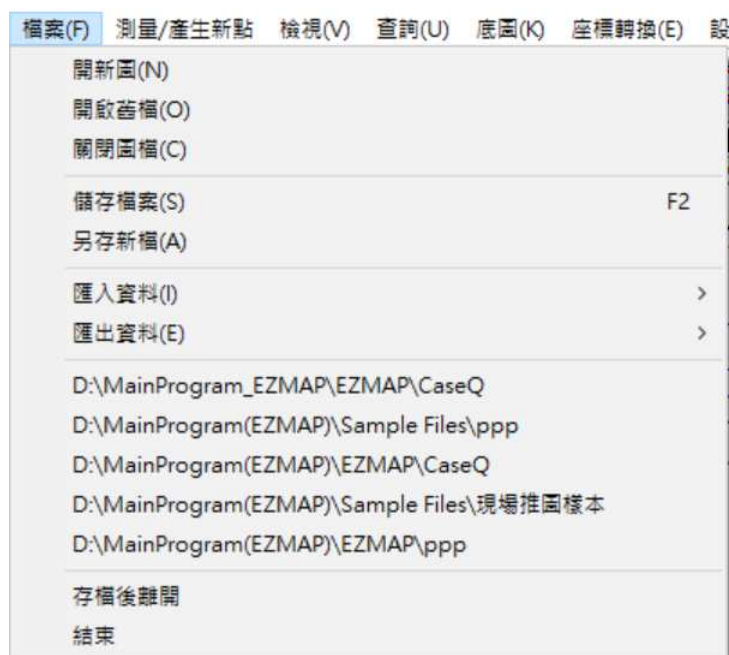 檔案(F) 測量/產生新點 檢視(V) 查詢(U) 底圖(K) 座標轉換(E) 設
開新圖(N)
開啟舊檔(O)
關閉圖檔(C)
儲存檔案(S) F2
另存新檔(A)
匯入資料(I)
匯出資料(E)
D:\MainProgram_EZMAP\EZMAP\CaseQ
D:\MainProgram(EZMAP)\Sample Files\ppp
D:\MainProgram(EZMAP)\EZMAP\CaseQ
D:\MainProgram(EZMAP)\Sample Files\現場推圖樣本
D:\MainProgram(EZMAP)\EZMAP\ppp
存檔後離開
結束